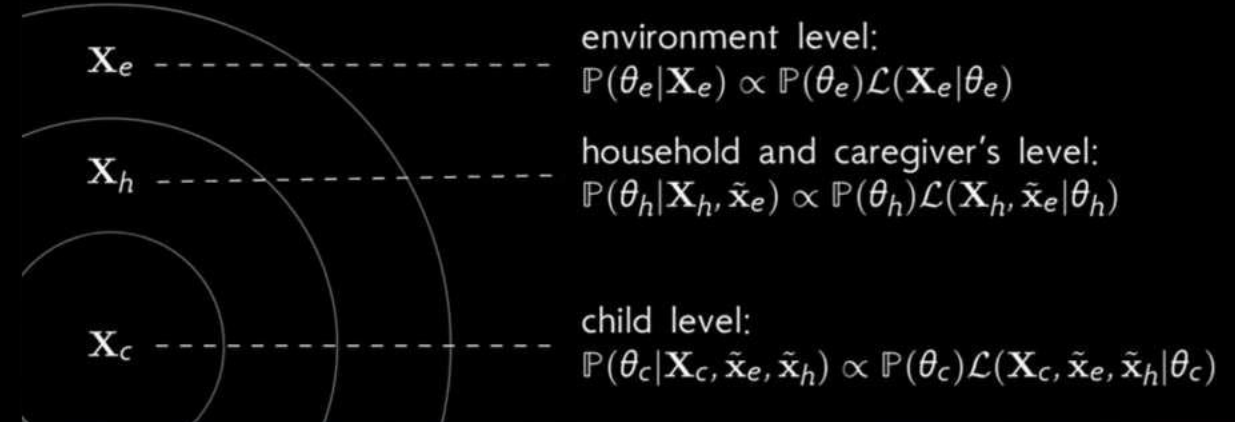 X_e
environment level:
ℙ(θ_e|X_e) ∝ ℙ(θ_e)ℒ(X_e|θ_e)
X_h
household and caregiver's level:
ℙ(θ_h|X_h, x̃_e) ∝ ℙ(θ_h)ℒ(X_h, x̃_e|θ_h)
X_c
child level:
ℙ(θ_c|X_c, x̃_e, x̃_h) ∝ ℙ(θ_c)ℒ(X_c, x̃_e, x̃_h|θ_c)